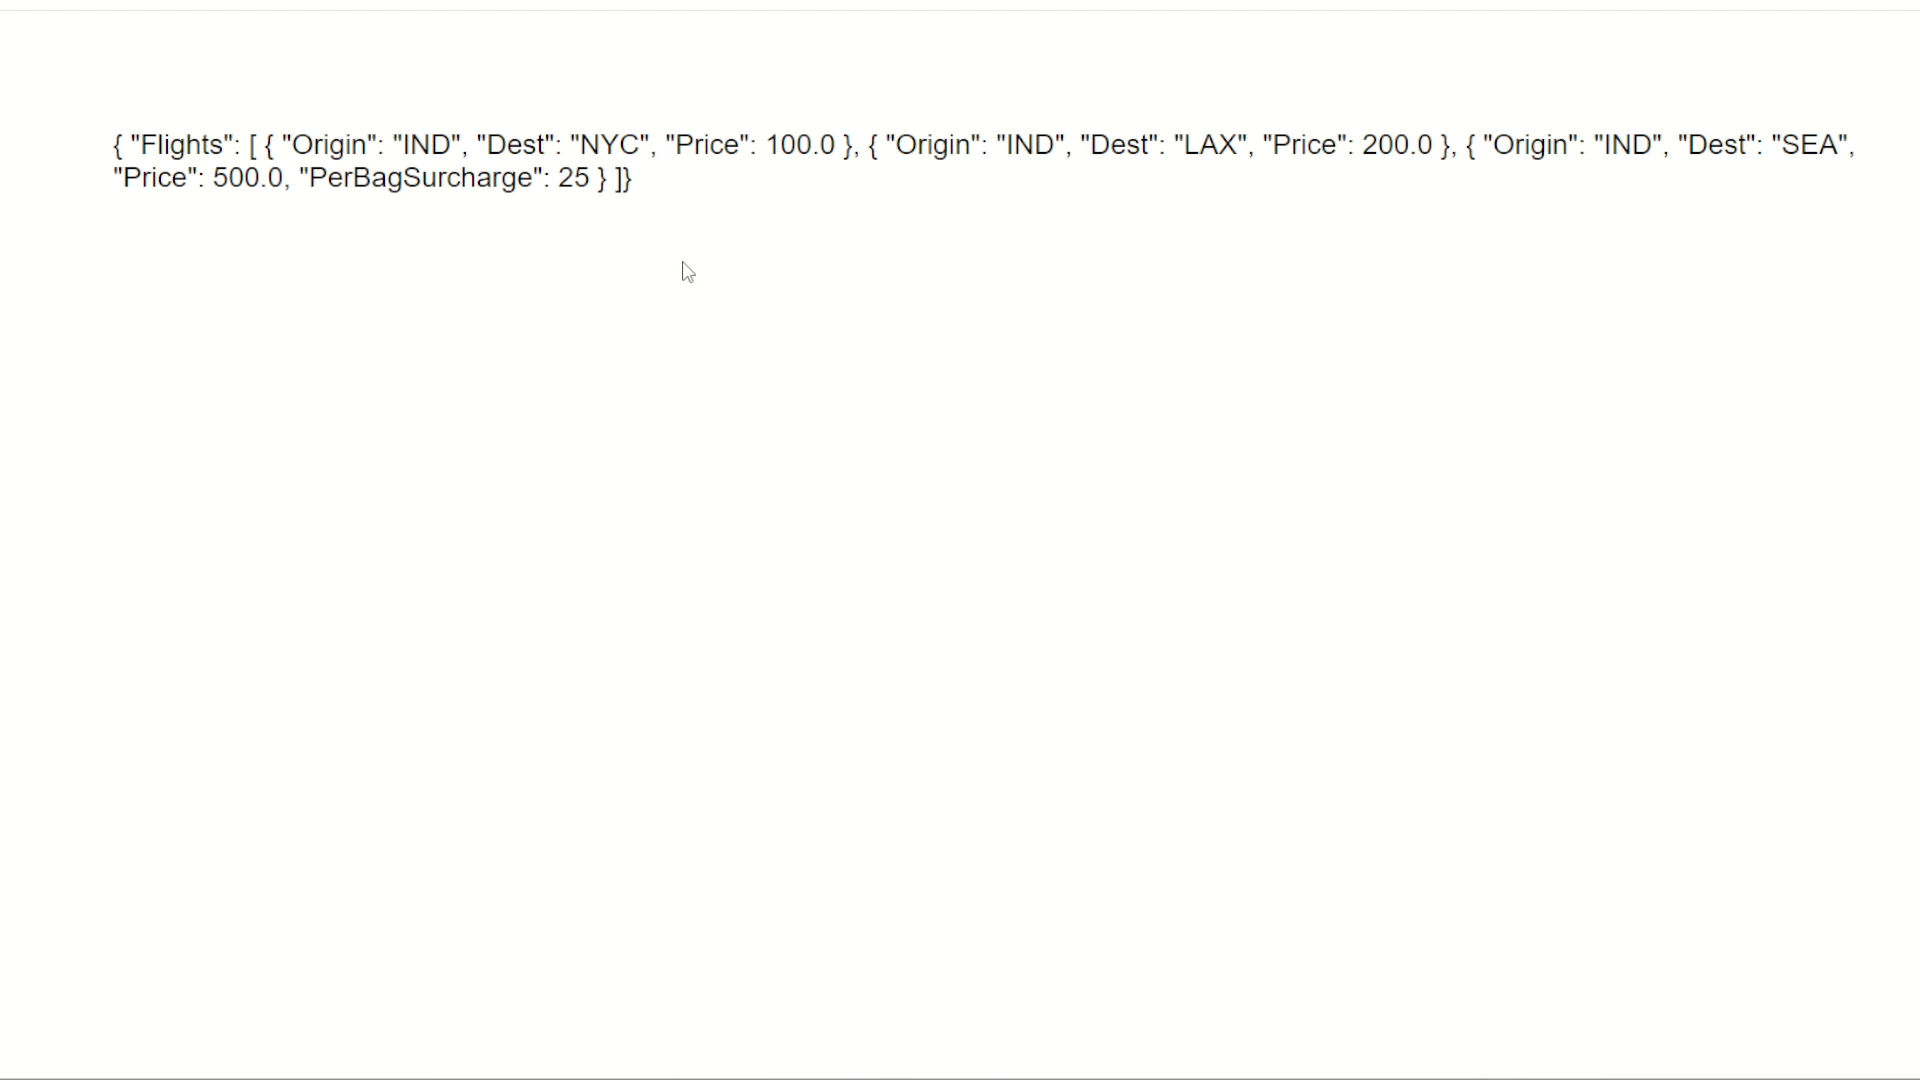 { "Flights": [ { "Origin": "IND", "Dest": "NYC", "Price": 100.0 }, { "Origin": "IND", "Dest": "LAX", "Price": 200.0 }, { "Origin": "IND", "Dest": "SEA",
"Price": 500.0, "PerBagSurcharge": 25 } ]}